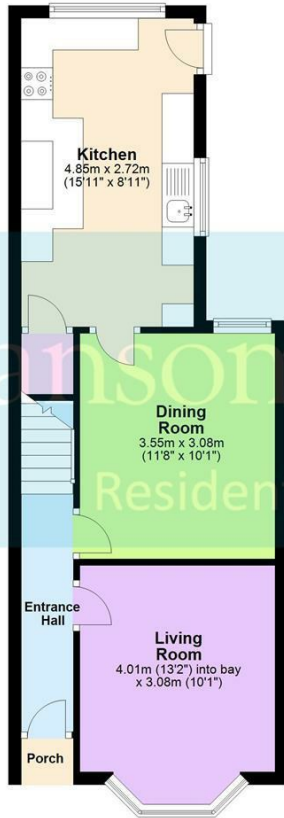 Kitchen
4.85m x 2.72m
(15'11" x 8'11")
anson
Dining
Room
3.55m x 3.08m
(11'8" x 10'1")
Resident
Entrance
Hall
Living
Room
4.01m (13'2") into bay
x 3.08m (10'1")
Porch